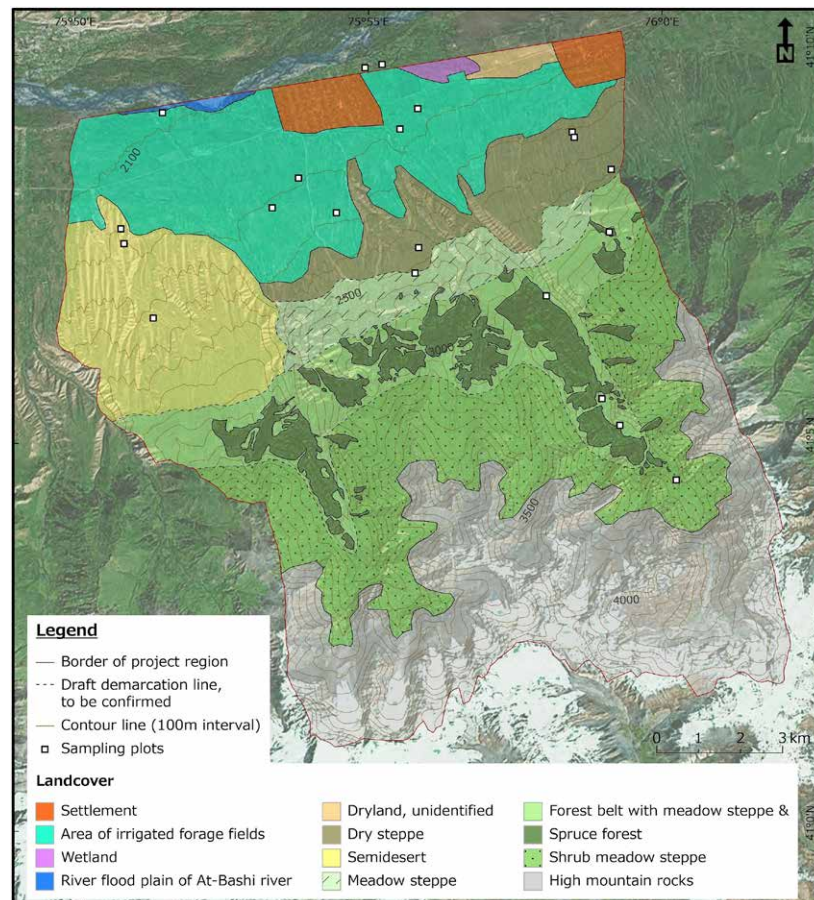 75°50'E
75°55'E
76°0'E
41°10'N
N
2100
2500
3000
41°5'N
3500
4000
Legend
Border of project region
Draft demarcation line,
to be confirmed
Contour line (100m interval)
Sampling plots
0 1 2 3 km
Landcover
Settlement
Area of irrigated forage fields
Wetland
River flood plain of At-Bashi river
Dryland, unidentified
Dry steppe
Semidesert
Meadow steppe
Forest belt with meadow steppe &
Spruce forest
Shrub meadow steppe
High mountain rocks
41°0'N